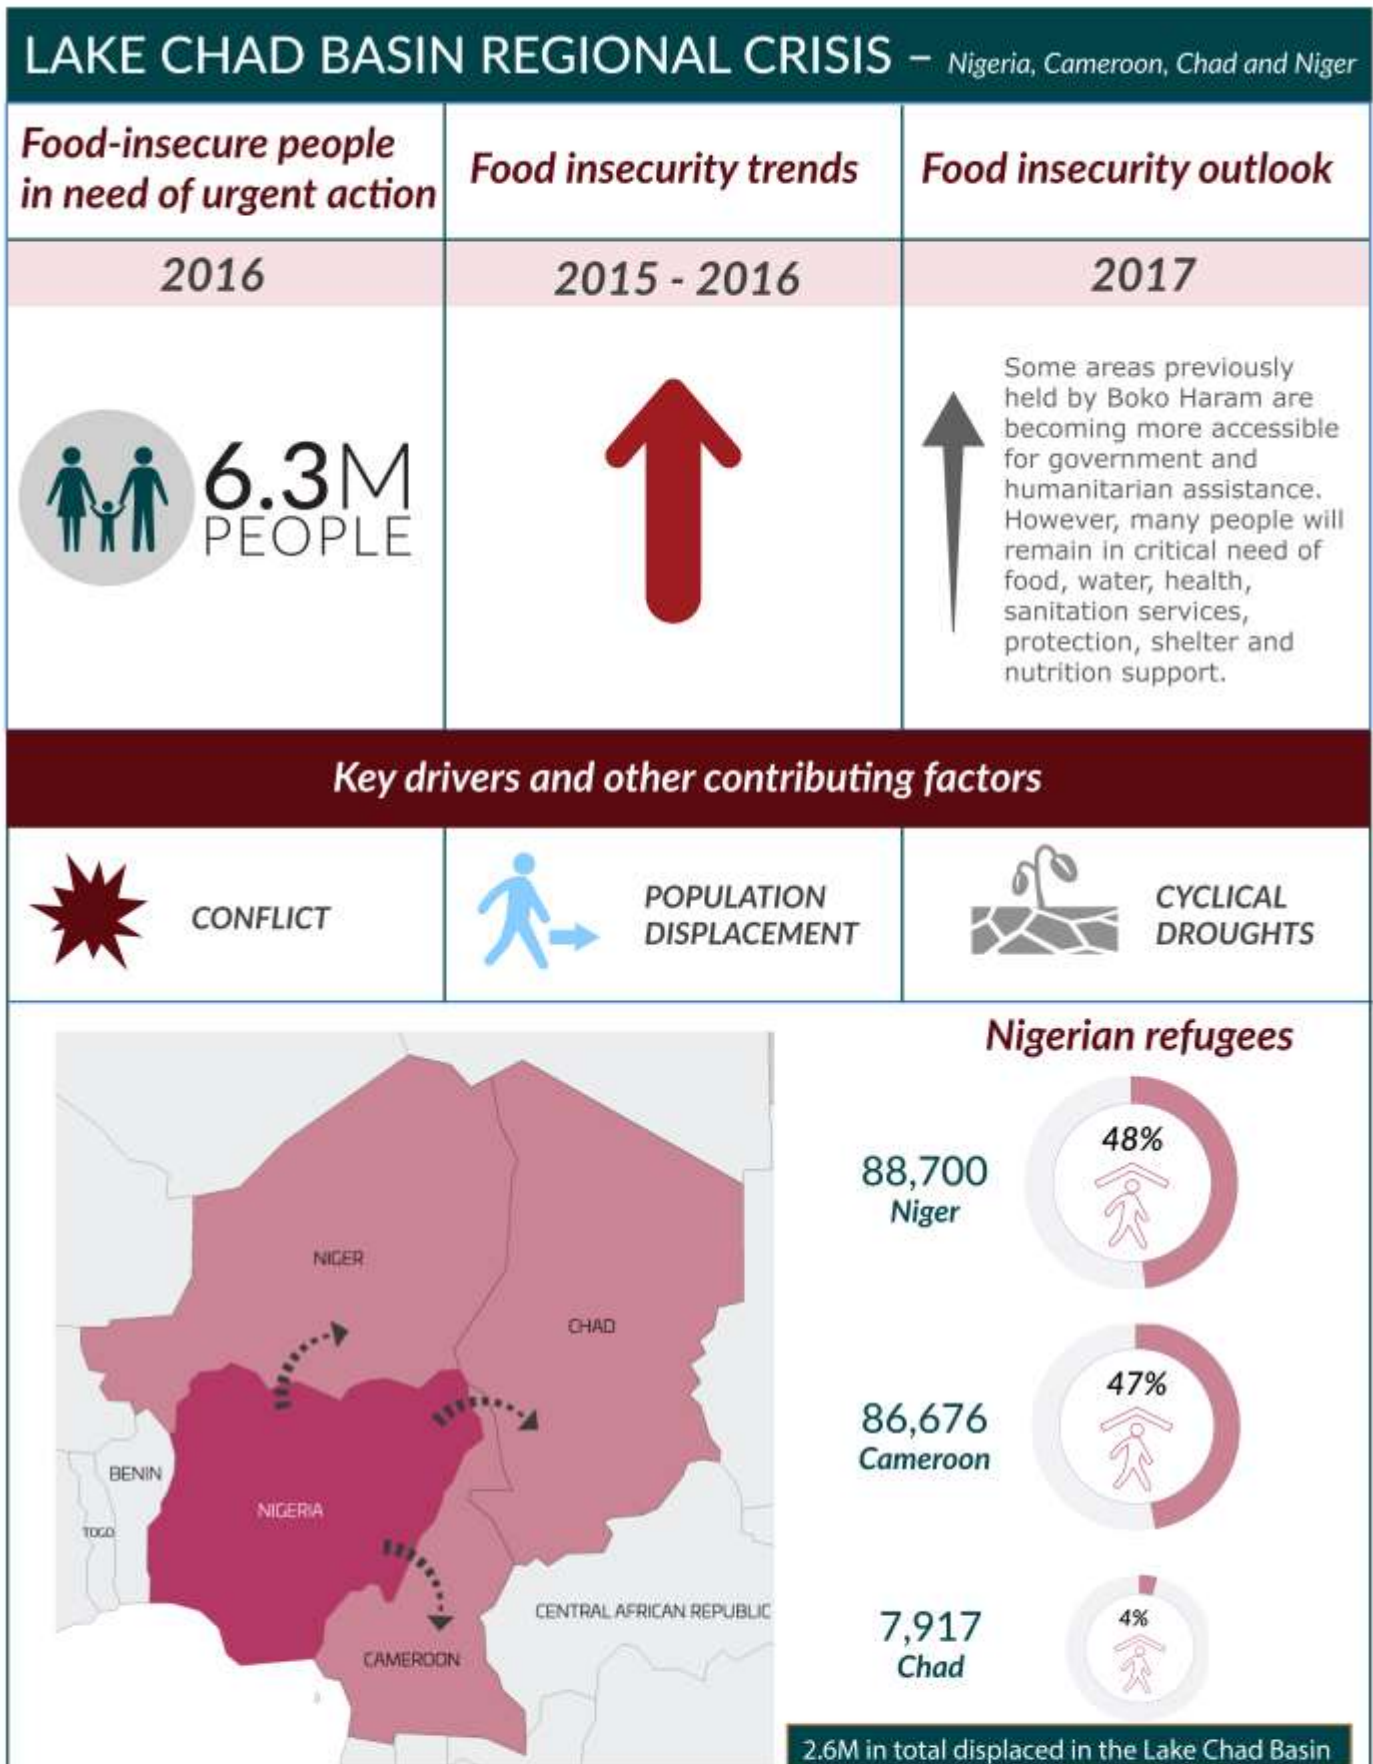 LAKE CHAD BASIN REGIONAL CRISIS – Nigeria, Cameroon, Chad and Niger
Food-insecure people
in need of urgent action
Food insecurity trends
Food insecurity outlook
2016
2015 - 2016
2017
6.3M
PEOPLE
Some areas previously
held by Boko Haram are
becoming more accessible
for government and
humanitarian assistance.
However, many people will
remain in critical need of
food, water, health,
sanitation services,
protection, shelter and
nutrition support.
Key drivers and other contributing factors
CONFLICT
POPULATION
DISPLACEMENT
CYCLICAL
DROUGHTS
NIGER
CHAD
BENIN
NIGERIA
TOGO
CENTRAL AFRICAN REPUBLIC
CAMEROON
Nigerian refugees
48%
88,700
Niger
47%
86,676
Cameroon
4%
7,917
Chad
2.6M in total displaced in the Lake Chad Basin